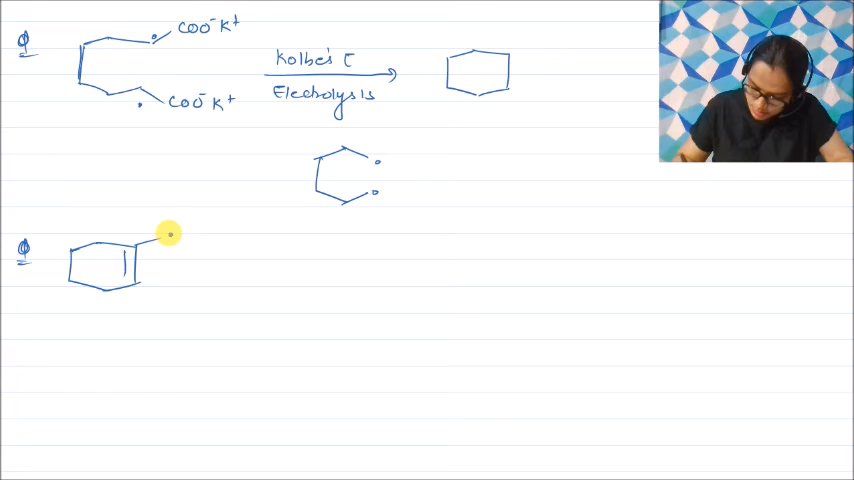 Q COO⁻K⁺
COO⁻K⁺
Kolbe's E
Electrolysis
Q